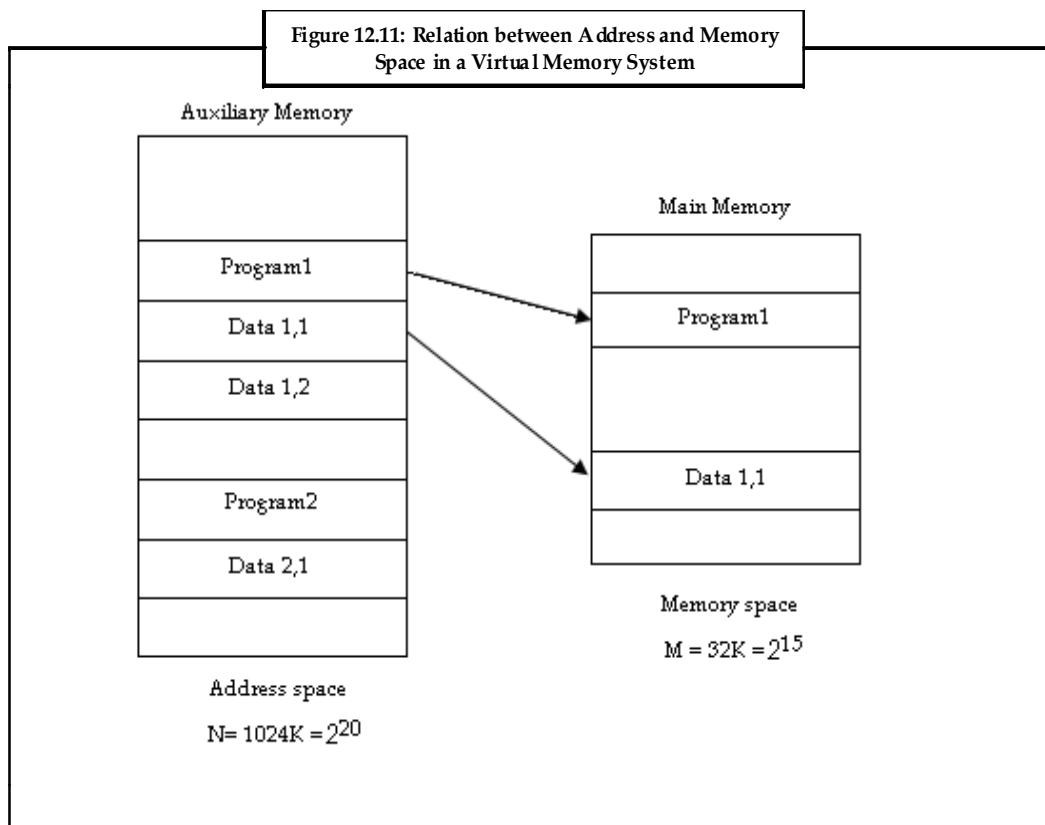 Figure 12.11: Relation between Address and Memory
Space in a Virtual Memory System
Auxiliary Memory
Program1
Data 1,1
Data 1,2
Program2
Data 2,1
Address space
N= 1024K = 2^20
Main Memory
Program1
Data 1,1
Memory space
M = 32K = 2^15